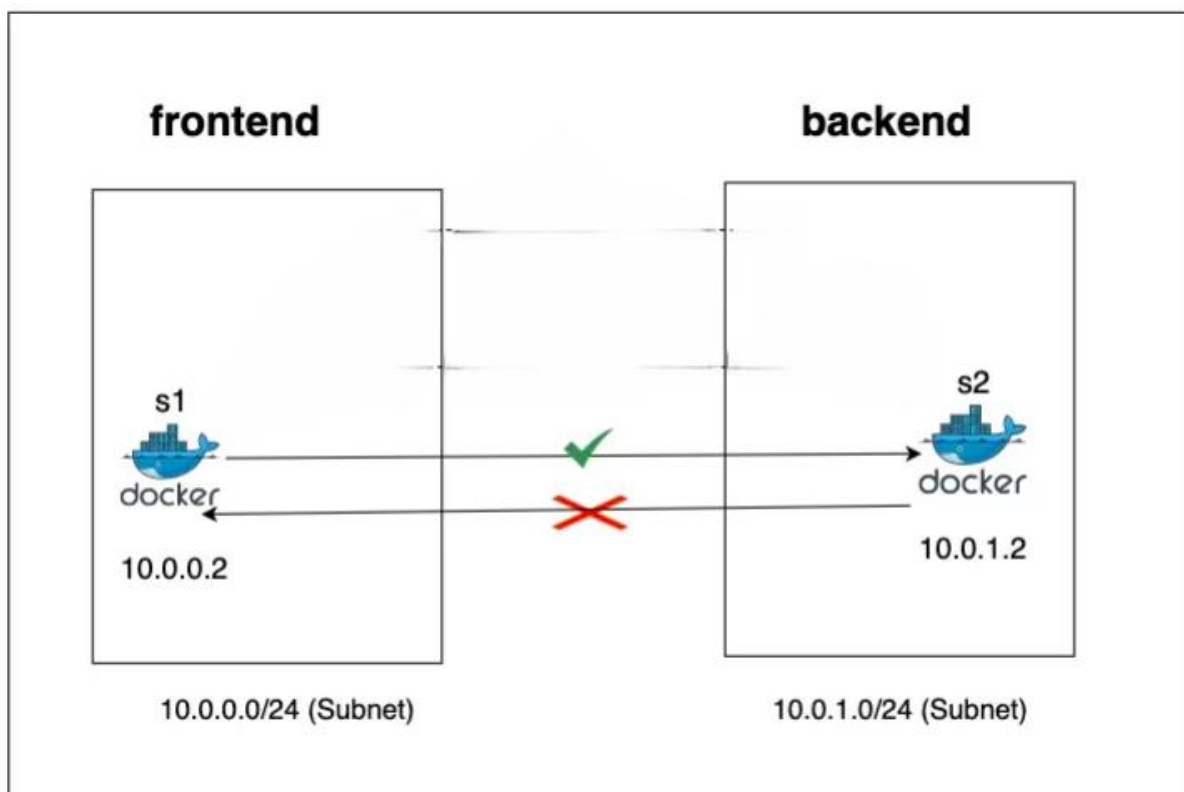 frontend
backend
s1
docker
10.0.0.2
s2
docker
10.0.1.2
10.0.0.0/24 (Subnet)
10.0.1.0/24 (Subnet)